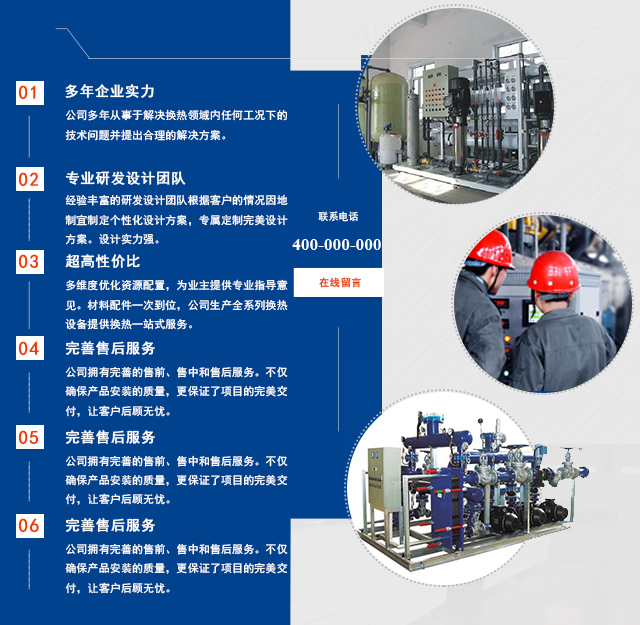 01 多年企业实力
公司多年从事于解决换热领域内任何工况下的
技术问题并提出合理的解决方案。
02 专业研发设计团队
经验丰富的研发设计团队根据客户的情况因地
制宜制定个性化设计方案，专属定制完美设计
方案。设计实力强。
03 超高性价比
多维度优化资源配置，为业主提供专业指导意
见。材料配件一次到位，公司生产全系列换热
设备提供换热一站式服务。
04 完善售后服务
公司拥有完善的售前、售中和售后服务。不仅
确保产品安装的质量，更保证了项目的完美交
付，让客户后顾无忧。
05 完善售后服务
公司拥有完善的售前、售中和售后服务。不仅
确保产品安装的质量，更保证了项目的完美交
付，让客户后顾无忧。
06 完善售后服务
公司拥有完善的售前、售中和售后服务。不仅
确保产品安装的质量，更保证了项目的完美交
付，让客户后顾无忧。
联系电话
400-000-000
在线留言